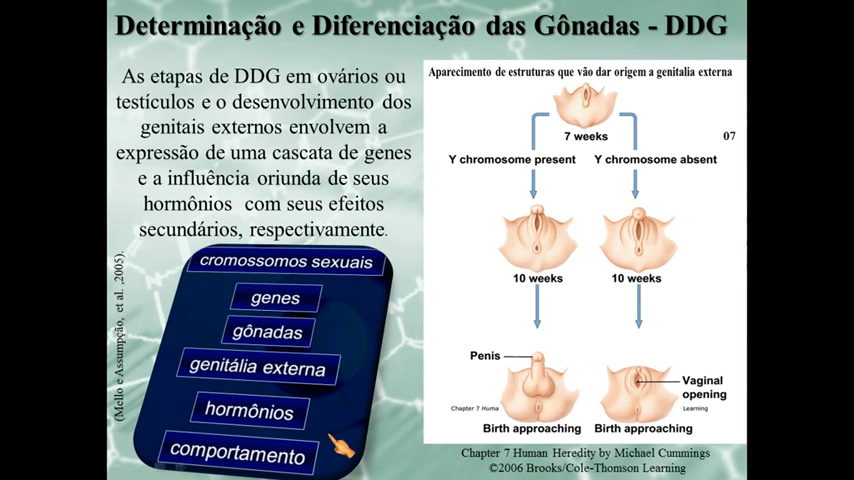 Determinação e Diferenciação das Gônadas - DDG
As etapas de DDG em ovários ou
testículos e o desenvolvimento dos
genitais externos envolvem a
expressão de uma cascata de genes
e a influência oriunda de seus
hormônios com seus efeitos
secundários, respectivamente.
(Mello e Assumpção, et al. ,2005).
cromossomos sexuais
genes
gônadas
genitália externa
hormônios
comportamento
Aparecimento de estruturas que vão dar origem a genitalia externa
7 weeks
07
Y chromosome present
Y chromosome absent
10 weeks
10 weeks
Penis
Vaginal
opening
Chapter 7 Huma
Learning
Birth approaching
Birth approaching
Chapter 7 Human Heredity by Michael Cummings
©2006 Brooks/Cole-Thomson Learning